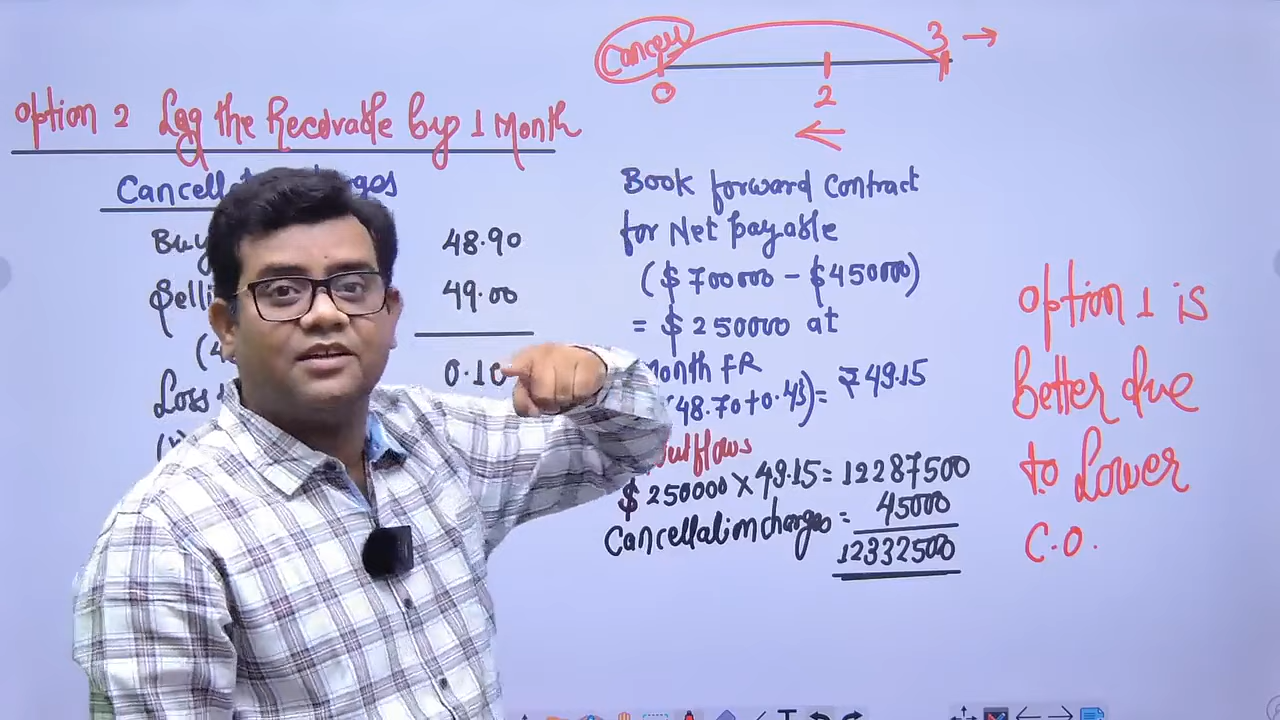 Cancell
0
2
3
Option 2 Lag the Receivable by 1 Month
Cancell ges
Buy 48.90
Selli 49.00
0.10
Loss
Book forward Contract
for Net payable
($ 700000 - $ 450000)
= $ 250000 at
Month FR
(48.70+0.45)= ₹49.15
outflows
$ 250000 × 49.15 = 12287500
Cancellation charges = 45000
12332500
Option 1 is
Better due
to Lower
C.O.